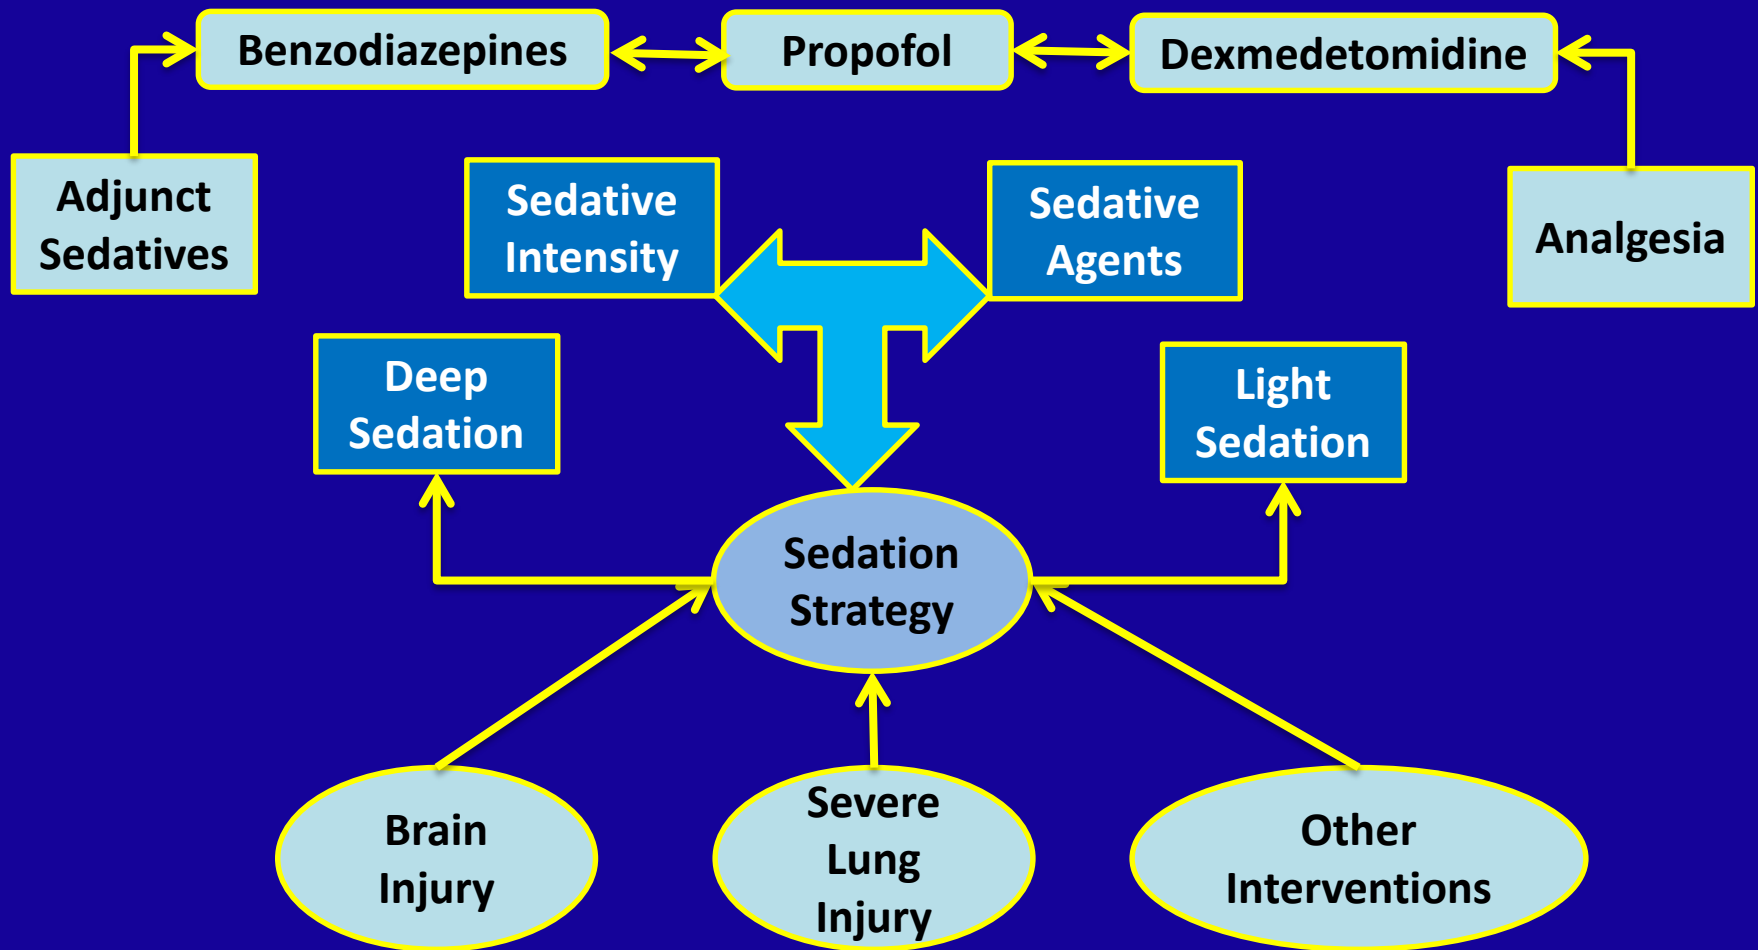 Benzodiazepines
Propofol
Dexmedetomidine
Adjunct
Sedatives
Sedative
Intensity
Sedative
Agents
Analgesia
Deep
Sedation
Light
Sedation
Sedation
Strategy
Brain
Injury
Severe
Lung
Injury
Other
Interventions